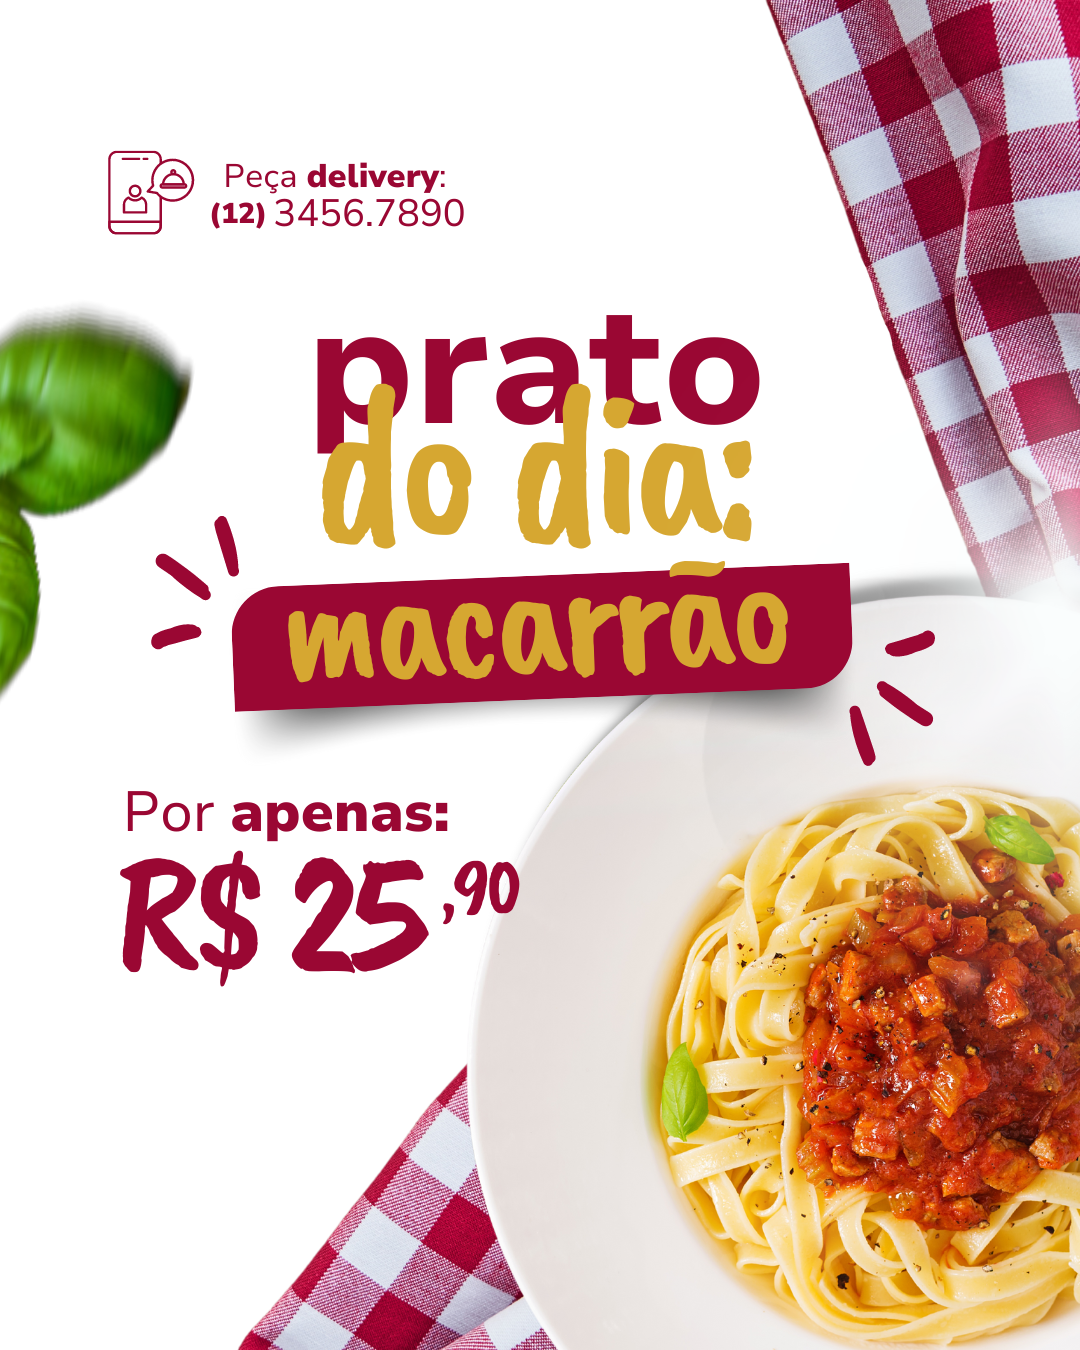 Peça delivery:
(12) 3456.7890
prato
do dia:
macarrão
Por apenas:
R$ 25,90